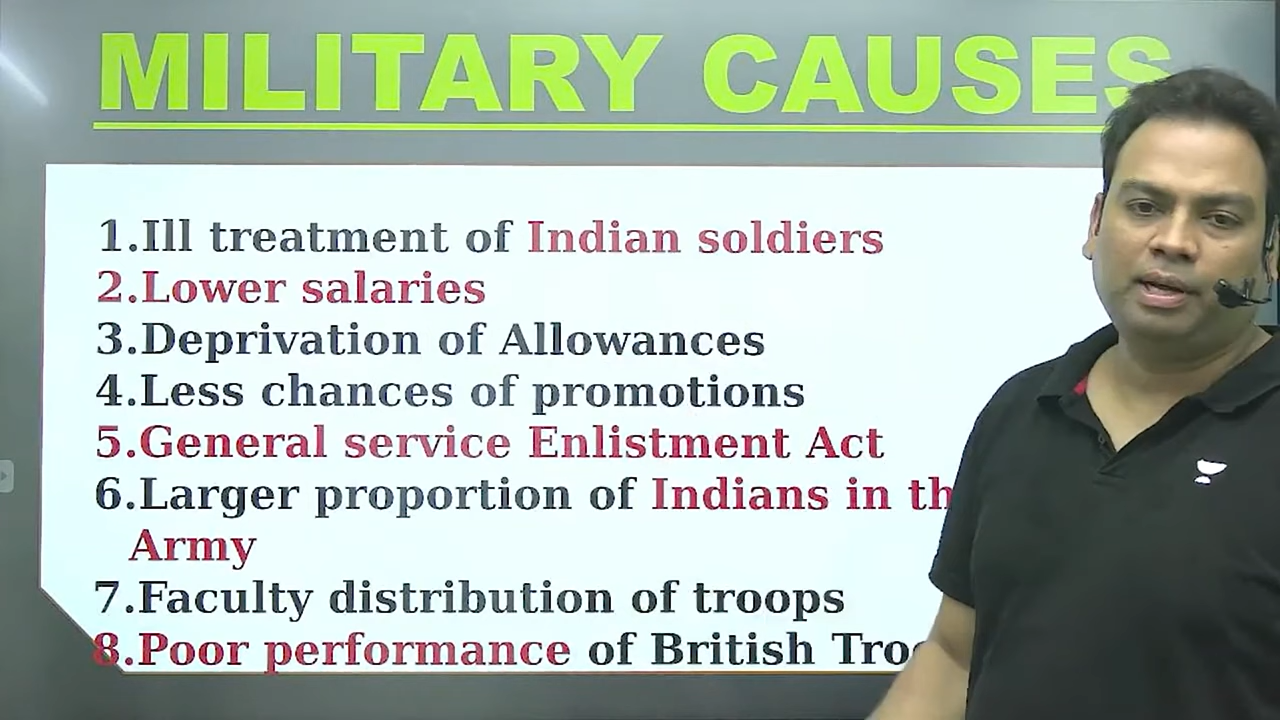 MILITARY CAUSES
1.Ill treatment of Indian soldiers
2.Lower salaries
3.Deprivation of Allowances
4.Less chances of promotions
5.General service Enlistment Act
6.Larger proportion of Indians in
Army
7.Faculty distribution of troops
8.Poor performance of British